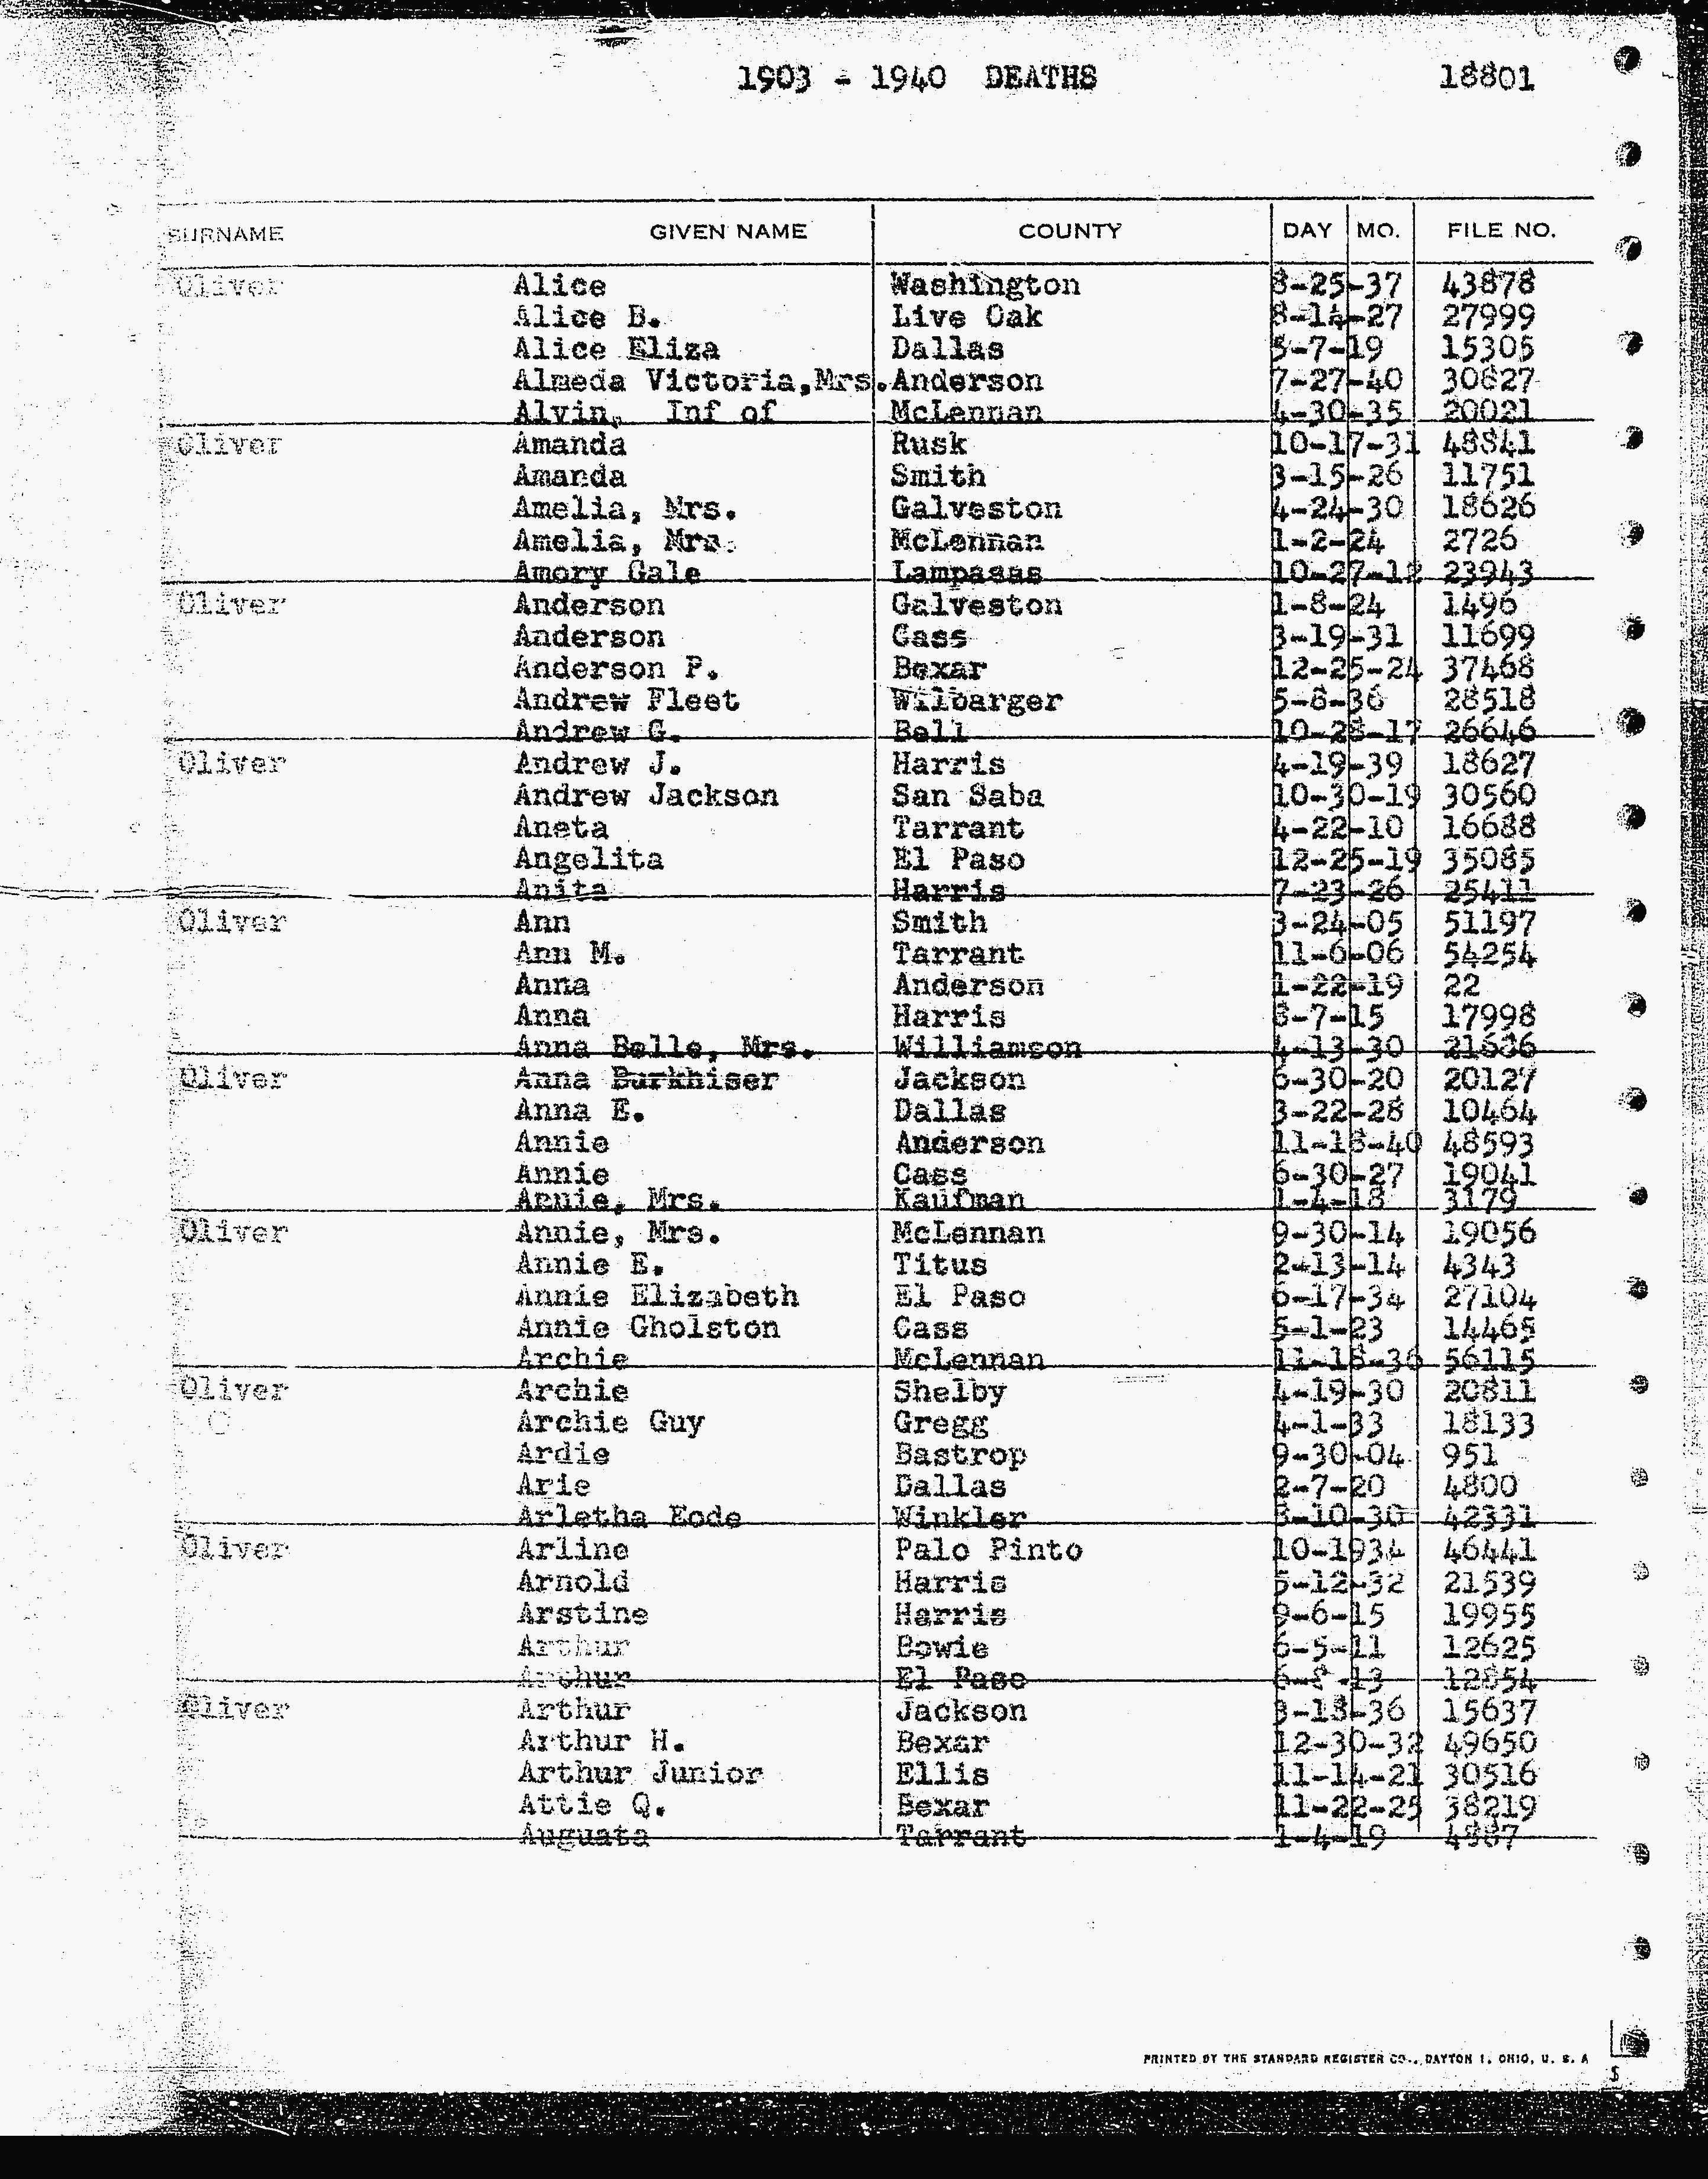 1903 - 1940 DEATHS 18801
SURNAME GIVEN NAME COUNTY DAY MO. FILE NO.
Oliver Alice Washington 8-25-37 43878
Alice B. Live Oak 8-14-27 27999
Alice Eliza Dallas 5-7-19 15305
Almeda Victoria,Mrs. Anderson 7-27-40 30827
Alvin, Inf of McLennan 4-30-35 20021
Oliver Amanda Rusk 10-17-31 48841
Amanda Smith 3-15-26 11751
Amelia, Mrs. Galveston 4-24-30 18626
Amelia, Mrs. McLennan 1-2-24 2726
Amory Gale Lampasas 10-27-12 23943
Oliver Anderson Galveston 1-8-24 1496
Anderson Cass 3-19-31 11699
Anderson P. Bexar 12-25-24 37468
Andrew Fleet Wilbarger 5-8-36 28518
Andrew G. Bell 10-28-17 26646
Oliver Andrew J. Harris 4-19-39 18627
Andrew Jackson San Saba 10-30-19 30560
Aneta Tarrant 4-22-10 16688
Angelita El Paso 12-25-19 35085
Anita Harris 7-23-26 25411
Oliver Ann Smith 3-24-05 51197
Ann M. Tarrant 11-6-06 54254
Anna Anderson 1-22-19 22
Anna Harris 8-7-15 17998
Anna Belle, Mrs. Williamson 4-13-30 21686
Oliver Anna Burkhiser Jackson 6-30-20 20127
Anna E. Dallas 3-22-28 10464
Annie Anderson 11-18-40 48593
Annie Cass 6-30-27 19041
Annie, Mrs. Kaufman 1-4-18 3179
Oliver Annie, Mrs. McLennan 9-30-14 19056
Annie E. Titus 2-13-14 4343
Annie Elizabeth El Paso 6-17-34 27104
Annie Gholston Cass 5-1-23 14465
Archie McLennan 11-18-36 56115
Oliver Archie Shelby 4-19-30 20811
Archie Guy Gregg 4-1-33 18133
Ardie Bastrop 9-30-04 951
Arie Dallas 2-7-20 4800
Arletha Eode Winkler 8-10-30 42331
Oliver Arline Palo Pinto 10-1934 46441
Arnold Harris 5-12-32 21539
Arstine Harris 9-6-15 19955
Arthur Bowie 6-5-11 12625
Arthur El Paso 6-8-13 12854
Oliver Arthur Jackson 3-18-36 15637
Arthur H. Bexar 12-30-32 49650
Arthur Junior Ellis 11-14-21 30516
Attie Q. Bexar 11-22-25 38219
Auguata Tarrant 1-4-19 4887
PRINTED BY THE STANDARD REGISTER CO., DAYTON 1, OHIO, U. S. A